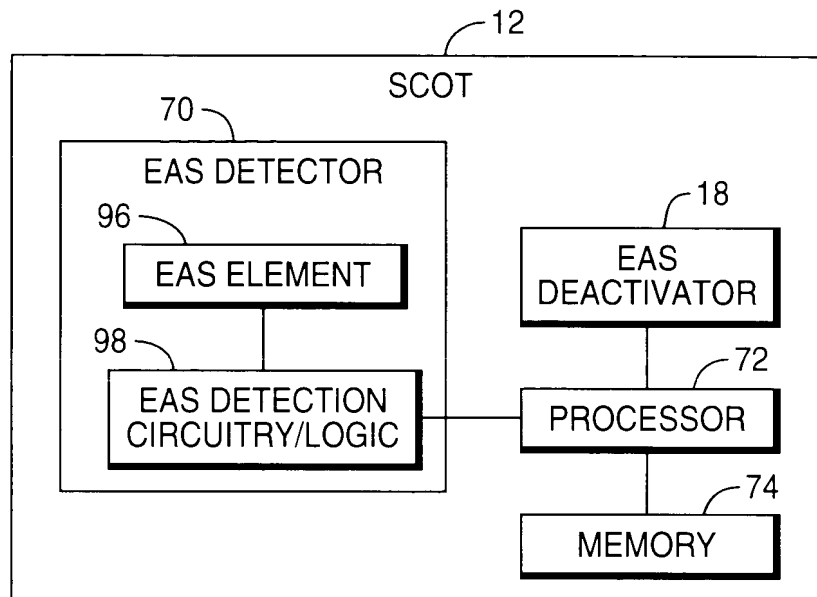 12
SCOT
70
EAS DETECTOR
96
EAS ELEMENT
98
EAS DETECTION
CIRCUITRY/LOGIC
18
EAS
DEACTIVATOR
72
PROCESSOR
74
MEMORY